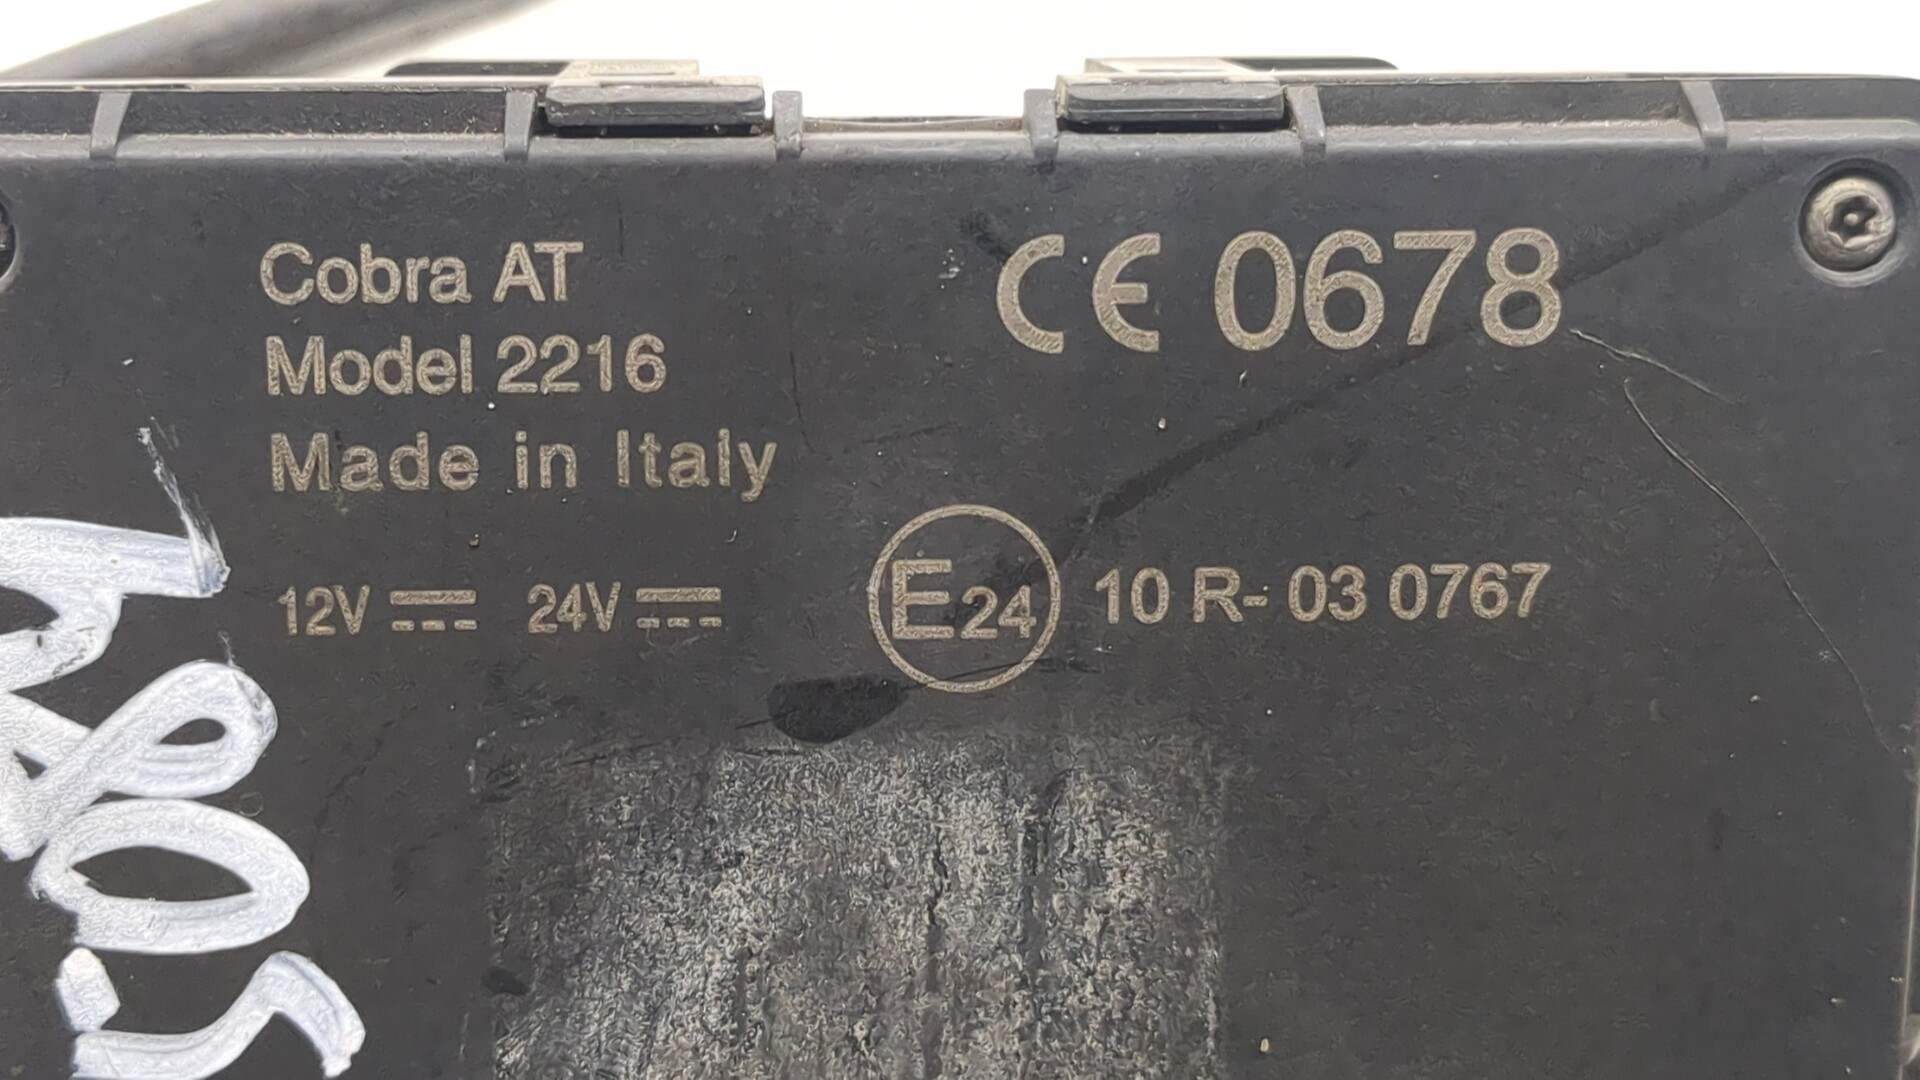 Cobra AT
Model 2216
Made in Italy
CE 0678
12V 24V
E24 10 R- 03 0767